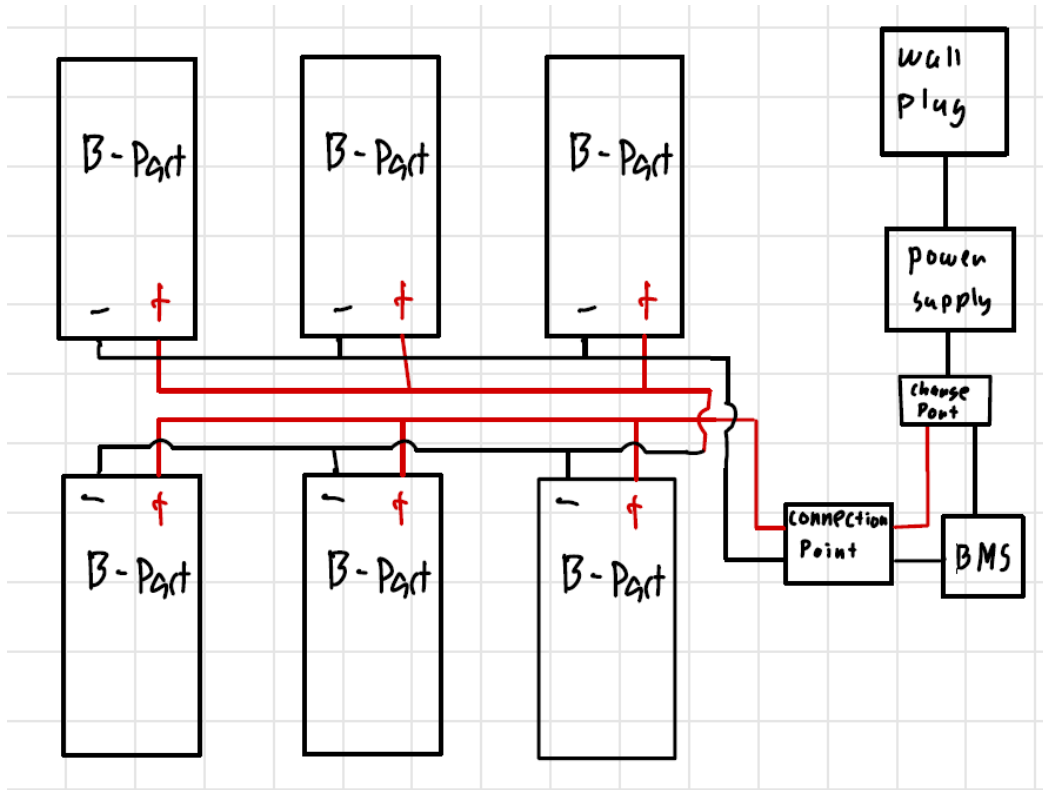 B-Part
B-Part
B-Part
- +
- +
- +
wall
plug
power
supply
charge
Port
- +
- +
- +
B-Part
B-Part
B-Part
connection
Point
BMS